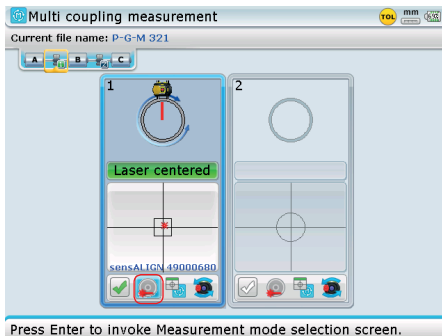 Multi coupling measurement
TOL mm
Current file name: P-G-M 321
A B C
1 2
Laser centered
sensALIGN 49000680
Press Enter to invoke Measurement mode selection screen.